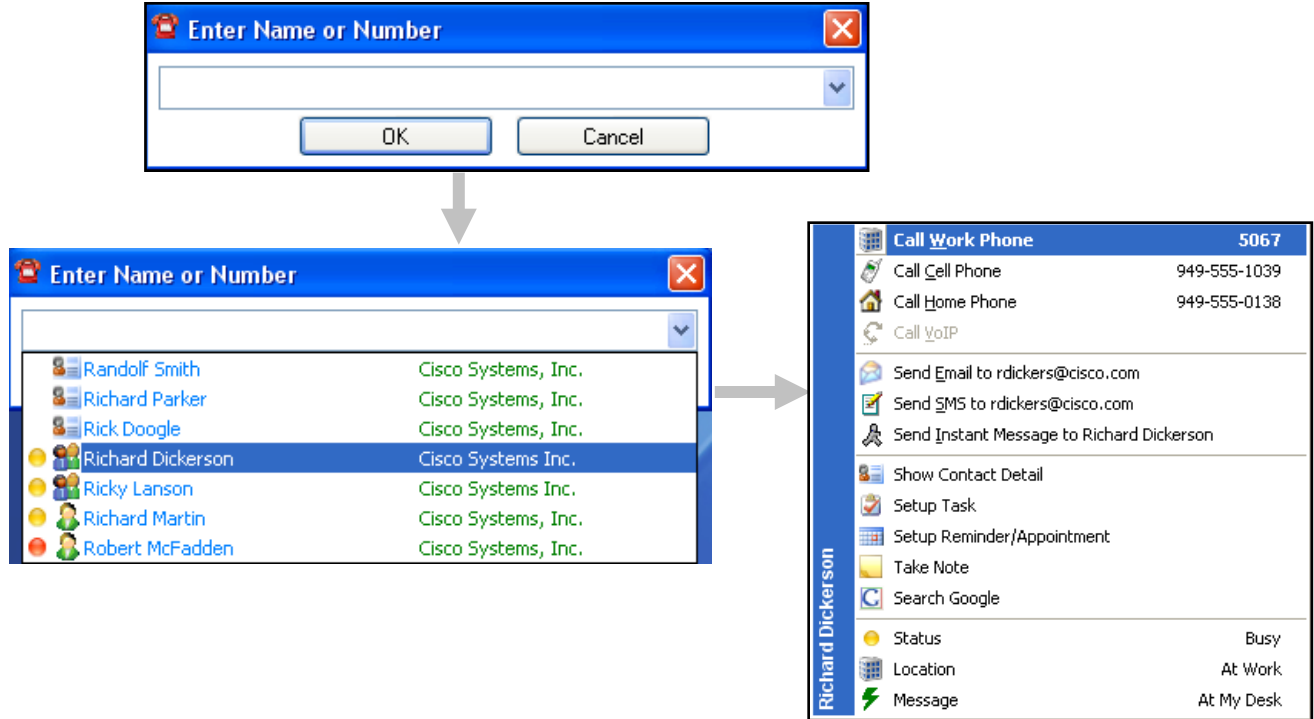 Enter Name or Number
OK Cancel
Enter Name or Number
Randolf Smith Cisco Systems, Inc.
Richard Parker Cisco Systems, Inc.
Rick Doogle Cisco Systems, Inc.
Richard Dickerson Cisco Systems Inc.
Ricky Lanson Cisco Systems Inc.
Richard Martin Cisco Systems, Inc.
Robert McFadden Cisco Systems, Inc.
Richard Dickerson
Call Work Phone 5067
Call Cell Phone 949-555-1039
Call Home Phone 949-555-0138
Call VoIP
Send Email to rdickers@cisco.com
Send SMS to rdickers@cisco.com
Send Instant Message to Richard Dickerson
Show Contact Detail
Setup Task
Setup Reminder/Appointment
Take Note
Search Google
Status Busy
Location At Work
Message At My Desk